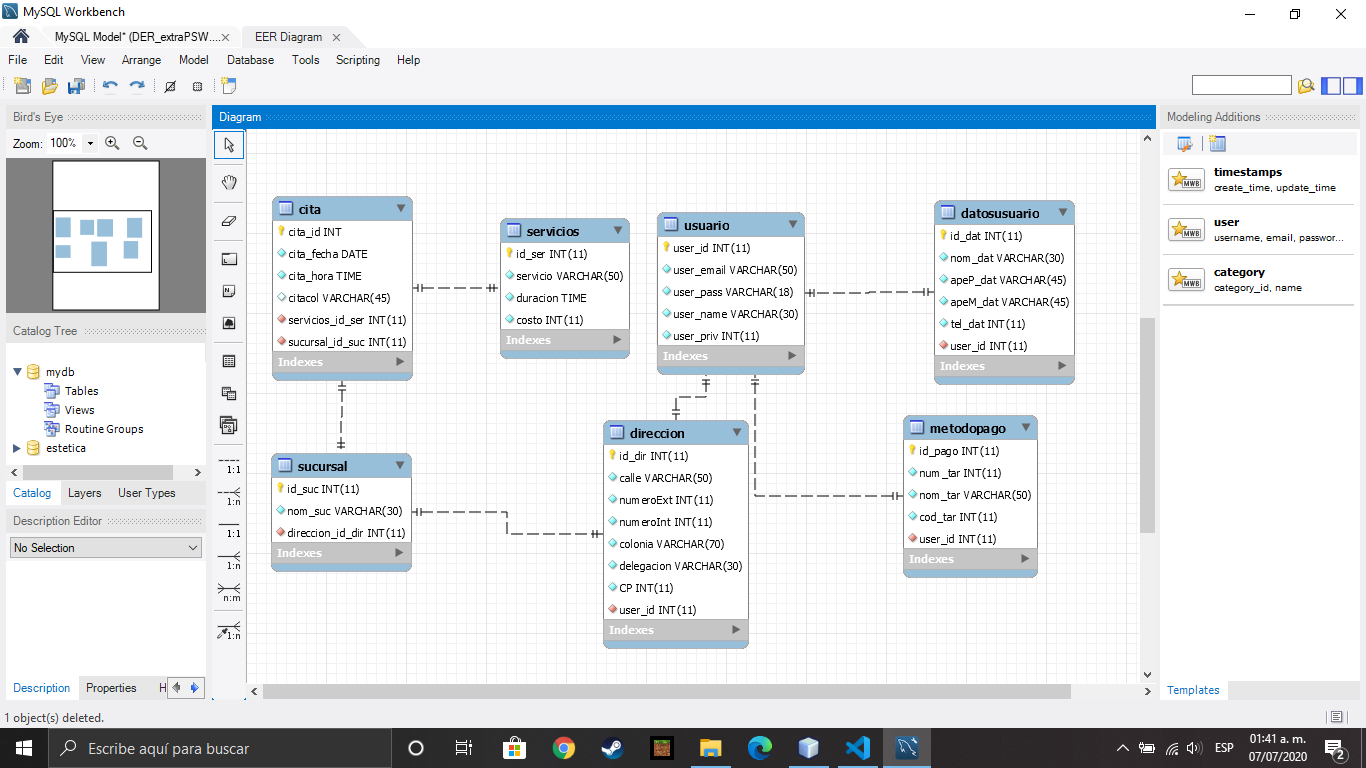 MySQL Workbench
MySQL Model* (DER_extraPSW....
EER Diagram
File Edit View Arrange Model Database Tools Scripting Help
Bird's Eye
Zoom: 100%
Catalog Tree
mydb
Tables
Views
Routine Groups
estetica
Catalog Layers User Types
Description Editor
No Selection
Description Properties H
Diagram
1:1
1:n
1:1
1:n
n:m
1:n
cita
cita_id INT
cita_fecha DATE
cita_hora TIME
citacol VARCHAR(45)
servicios_id_ser INT(11)
sucursal_id_suc INT(11)
Indexes
servicios
id_ser INT(11)
servicio VARCHAR(50)
duracion TIME
costo INT(11)
Indexes
usuario
user_id INT(11)
user_email VARCHAR(50)
user_pass VARCHAR(18)
user_name VARCHAR(30)
user_priv INT(11)
Indexes
datosusuario
id_dat INT(11)
nom_dat VARCHAR(30)
apeP_dat VARCHAR(45)
apeM_dat VARCHAR(45)
tel_dat INT(11)
user_id INT(11)
Indexes
sucursal
id_suc INT(11)
nom_suc VARCHAR(30)
direccion_id_dir INT(11)
Indexes
direccion
id_dir INT(11)
calle VARCHAR(50)
numeroExt INT(11)
numeroInt INT(11)
colonia VARCHAR(70)
delegacion VARCHAR(30)
CP INT(11)
user_id INT(11)
Indexes
metodopago
id_pago INT(11)
num_tar INT(11)
nom_tar VARCHAR(50)
cod_tar INT(11)
user_id INT(11)
Indexes
Modeling Additions
MWB
timestamps
create_time, update_time
MWB
user
username, email, passwor...
MWB
category
category_id, name
Templates
1 object(s) deleted.
Escribe aquí para buscar
ESP
01:41 a. m.
07/07/2020
2